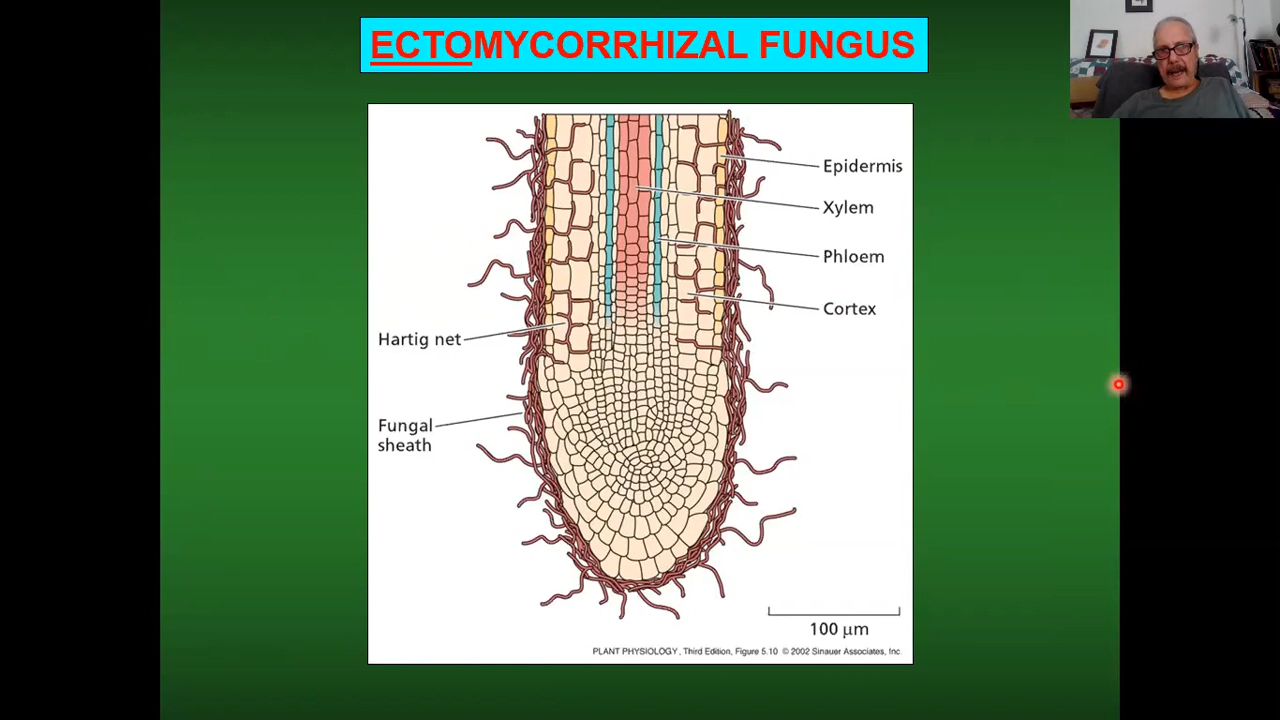 ECTOMYCORRHIZAL FUNGUS
Epidermis
Xylem
Phloem
Cortex
Hartig net
Fungal
sheath
100 μm
PLANT PHYSIOLOGY, Third Edition, Figure 5.10 © 2002 Sinauer Associates, Inc.